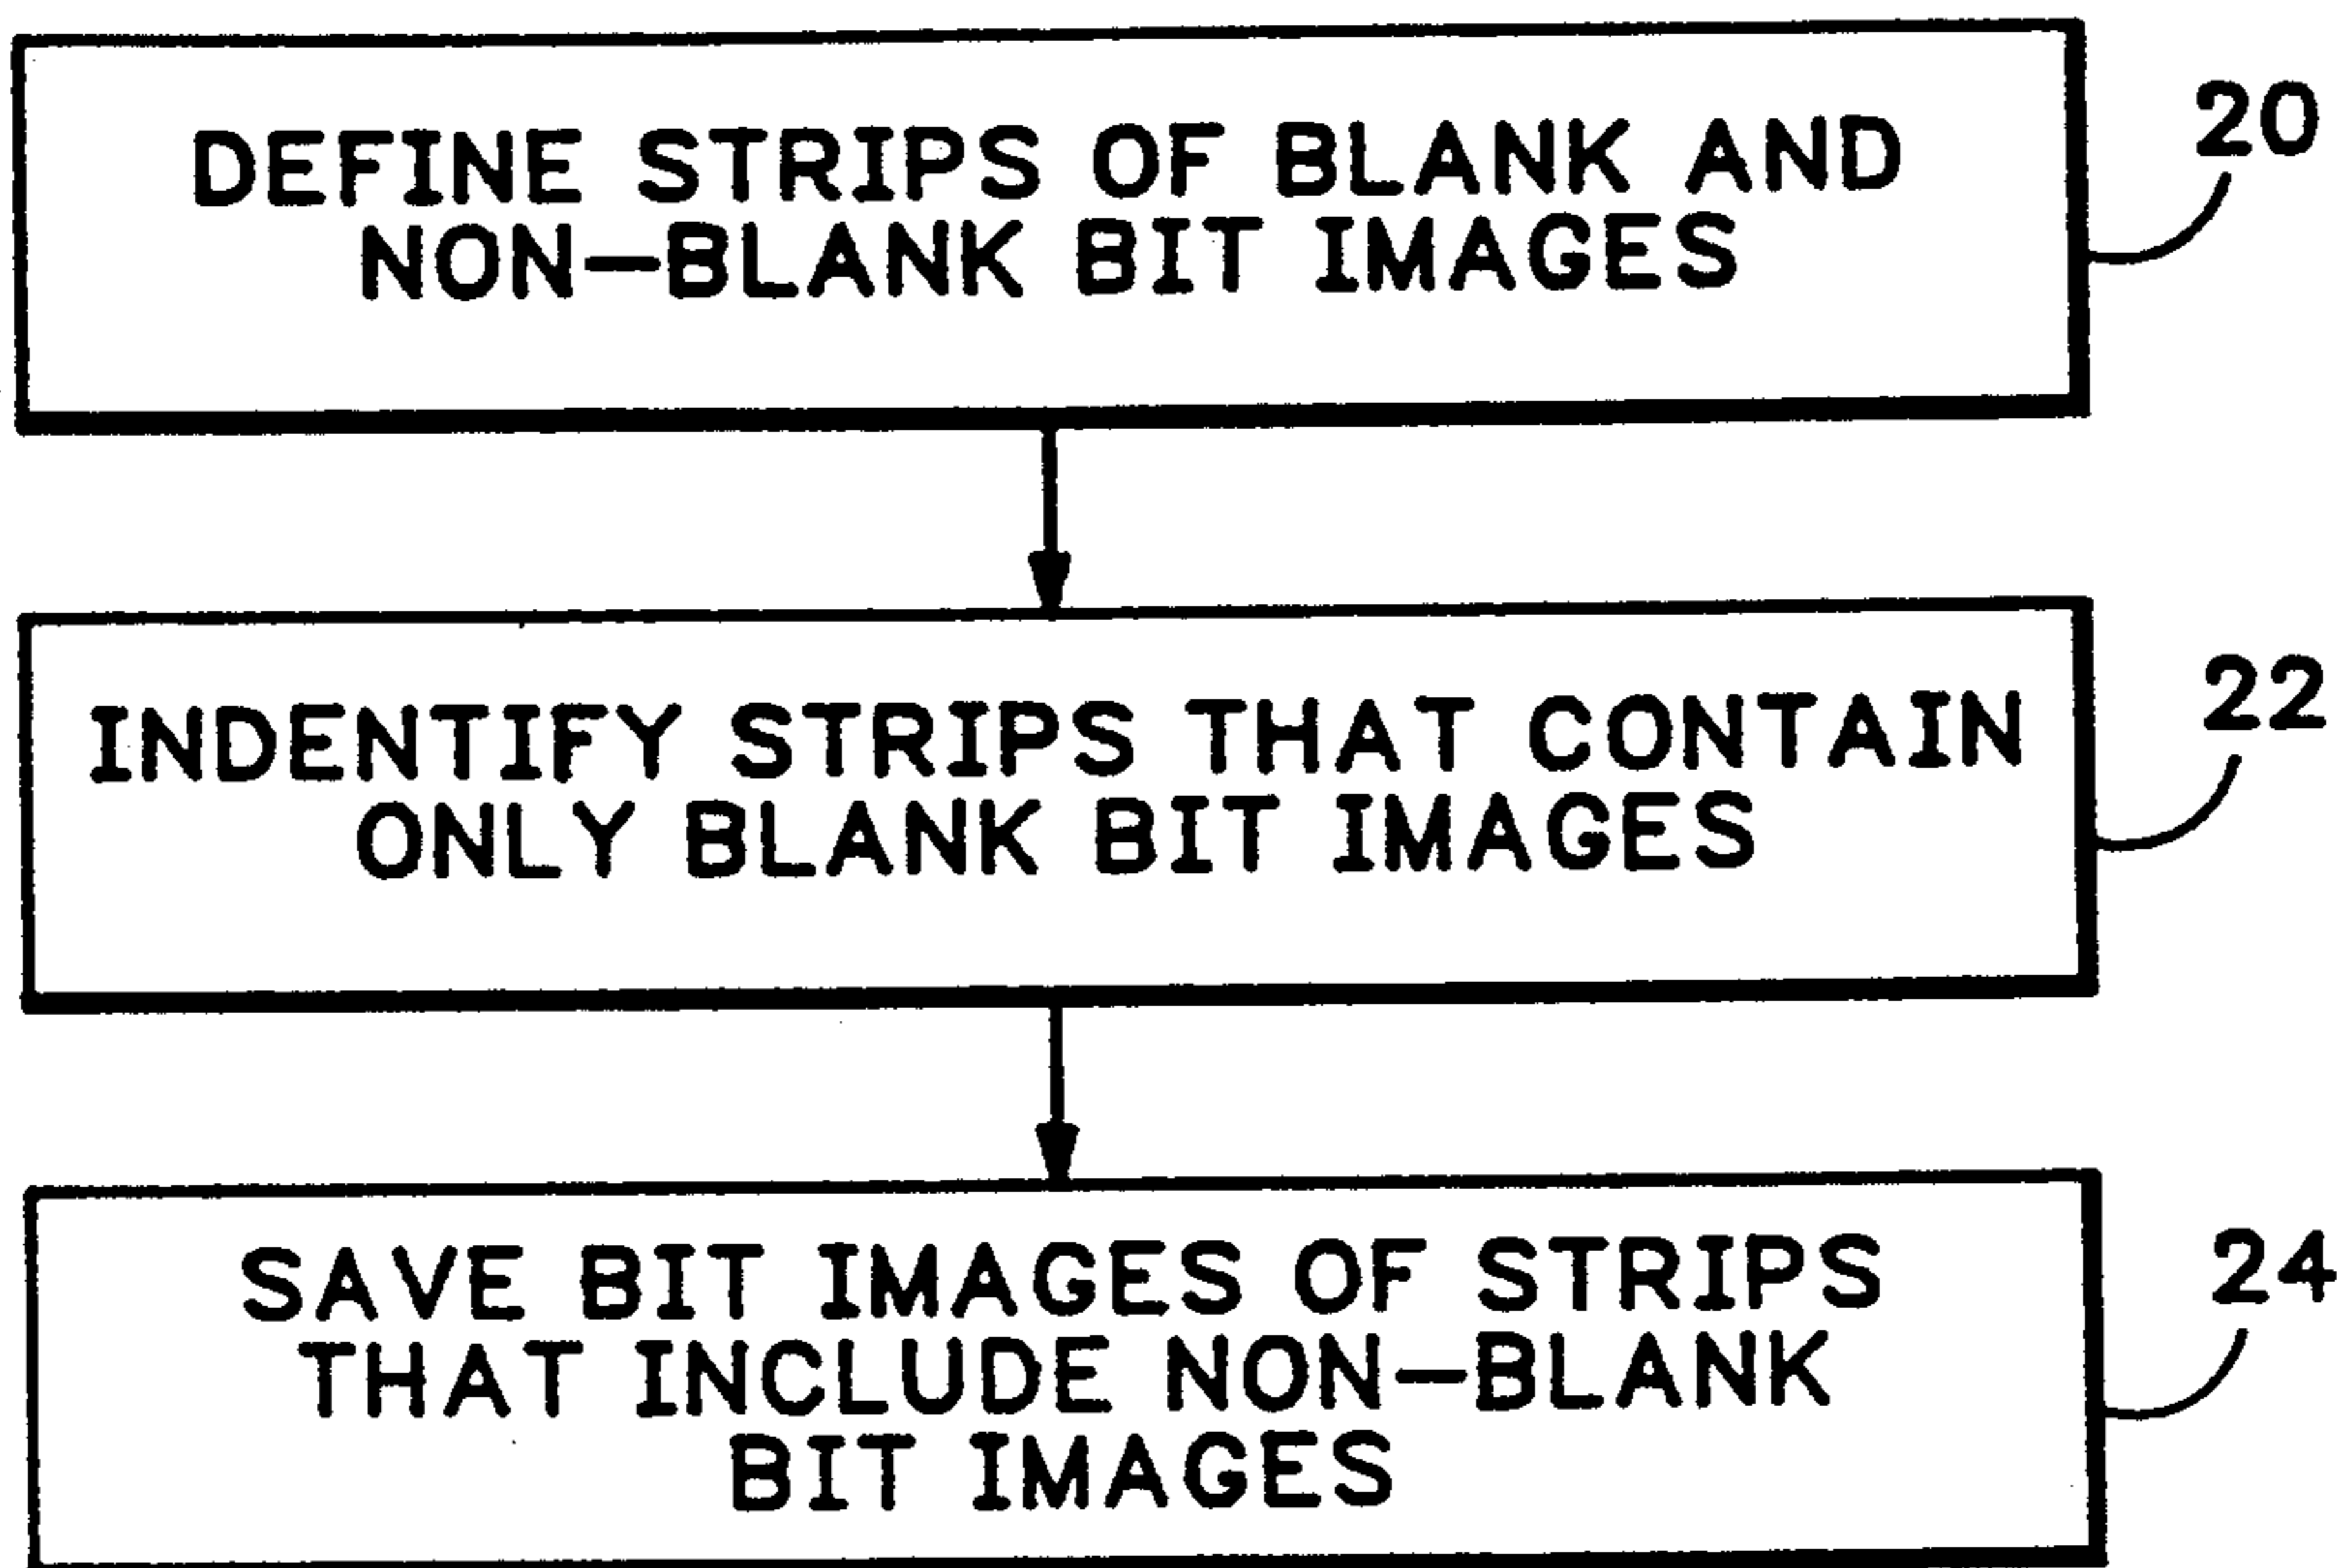 DEFINE STRIPS OF BLANK AND
NON-BLANK BIT IMAGES
20
INDENTIFY STRIPS THAT CONTAIN
ONLY BLANK BIT IMAGES
22
SAVE BIT IMAGES OF STRIPS
THAT INCLUDE NON-BLANK
BIT IMAGES
24